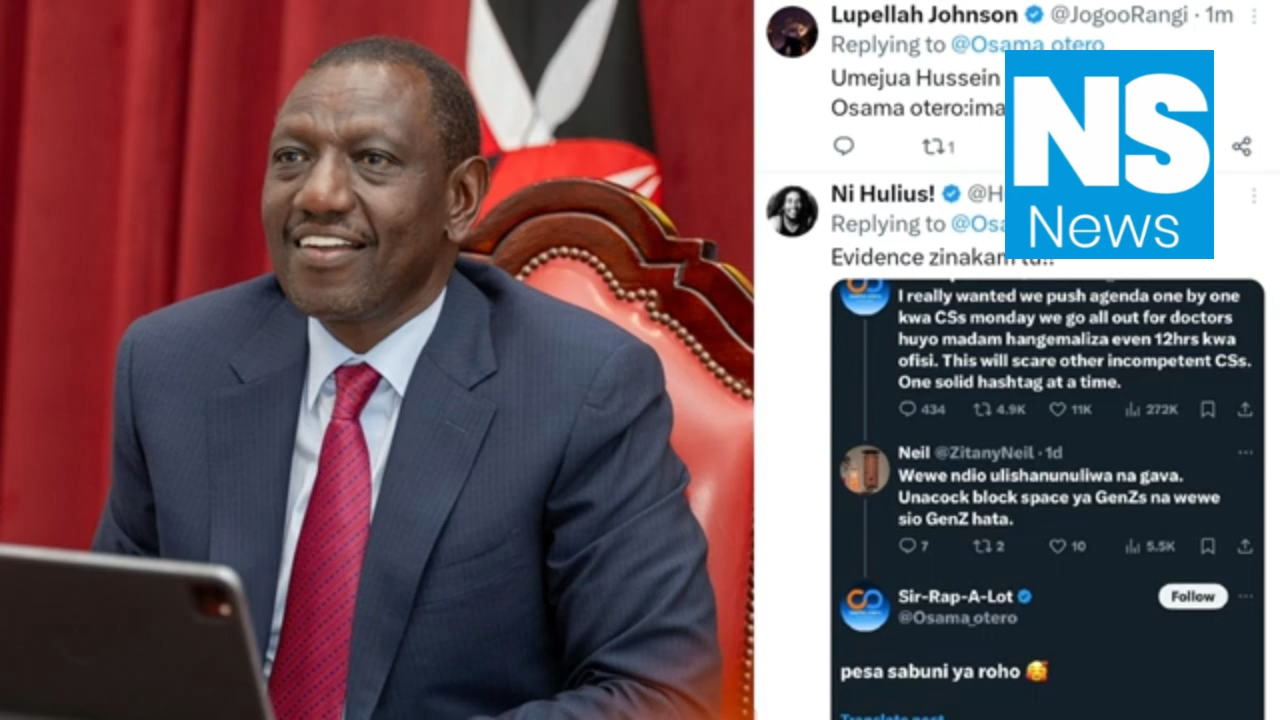 Lupellah Johnson @JogooRangi · 1m
Replying to @Osama_otero
Umejua Hussein
Osama otero:ima
1
Ni Hulius! @H
Replying to @Osa
Evidence zinakam tu!!
NS
News
I really wanted we push agenda one by one
kwa CSs monday we go all out for doctors
huyo madam hangemaliza even 12hrs kwa
ofisi. This will scare other incompetent CSs.
One solid hashtag at a time.
434 4.9K 11K 272K
Neil @ZitanyNeil · 1d
Wewe ndio ulishanunuliwa na gava.
Unacock block space ya GenZs na wewe
sio GenZ hata.
7 2 10 5.5K
Sir-Rap-A-Lot
Follow
@Osama_otero
pesa sabuni ya roho 🥰
Translate post